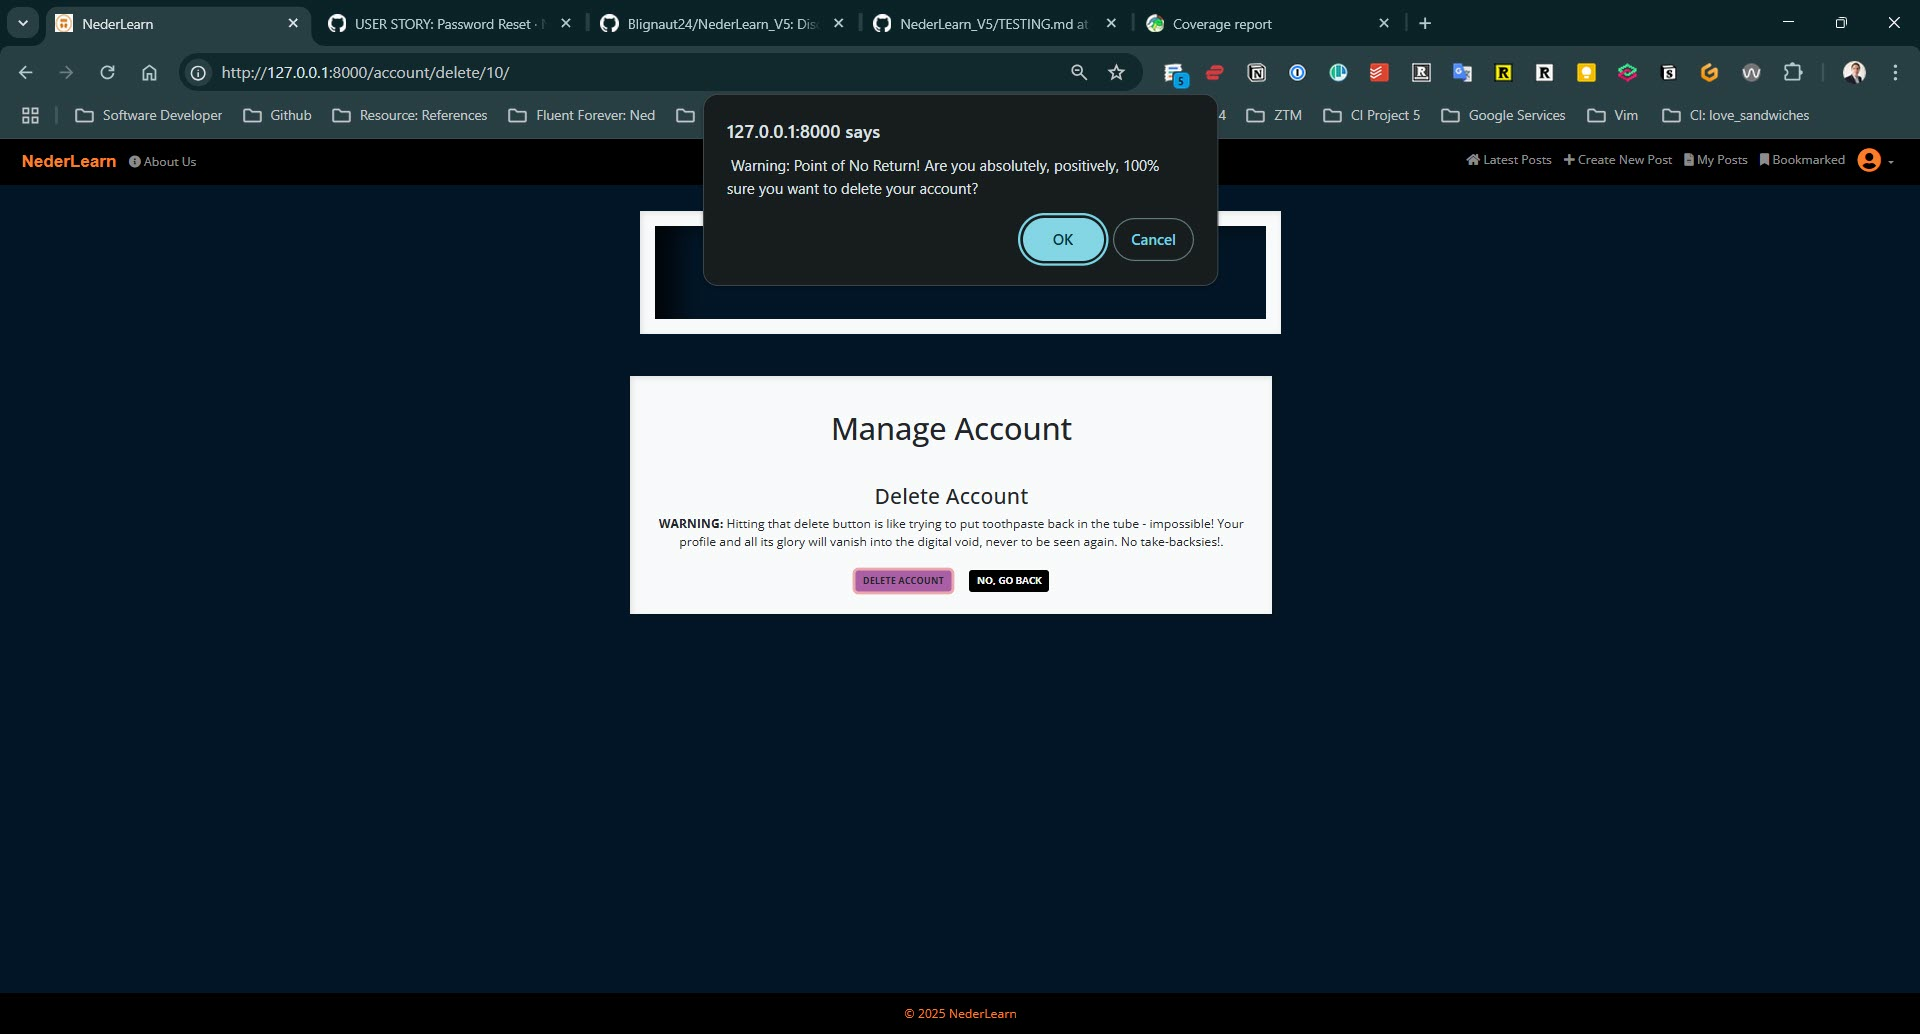 NederLearn
USER STORY: Password Reset ·
Blignaut24/NederLearn_V5: Dis
NederLearn_V5/TESTING.md at
Coverage report
http://127.0.0.1:8000/account/delete/10/
5
Software Developer
Github
Resource: References
Fluent Forever: Ned
4
ZTM
CI Project 5
Google Services
Vim
CI: love_sandwiches
127.0.0.1:8000 says
Warning: Point of No Return! Are you absolutely, positively, 100%
sure you want to delete your account?
OK
Cancel
NederLearn
About Us
Latest Posts
Create New Post
My Posts
Bookmarked
Manage Account
Delete Account
WARNING: Hitting that delete button is like trying to put toothpaste back in the tube - impossible! Your
profile and all its glory will vanish into the digital void, never to be seen again. No take-backsies!.
DELETE ACCOUNT
NO, GO BACK
© 2025 NederLearn